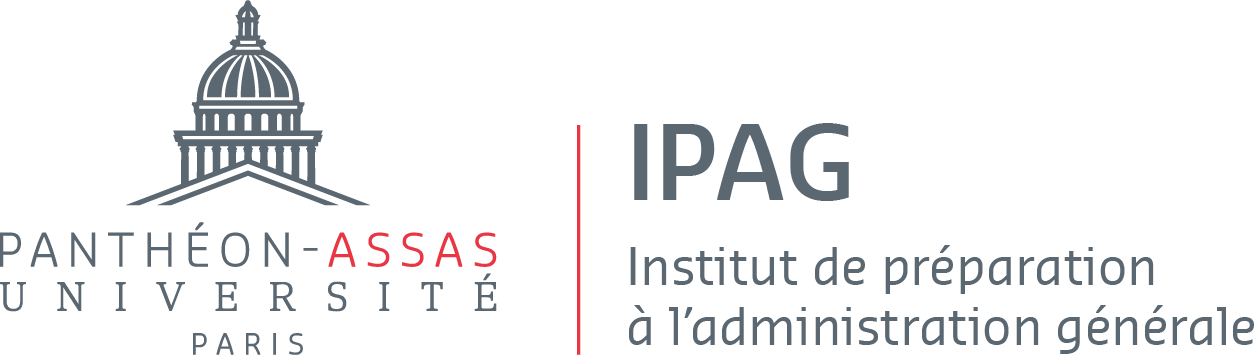 PANTHÉON-ASSAS
UNIVERSITÉ
PARIS
IPAG
Institut de préparation
à l'administration générale